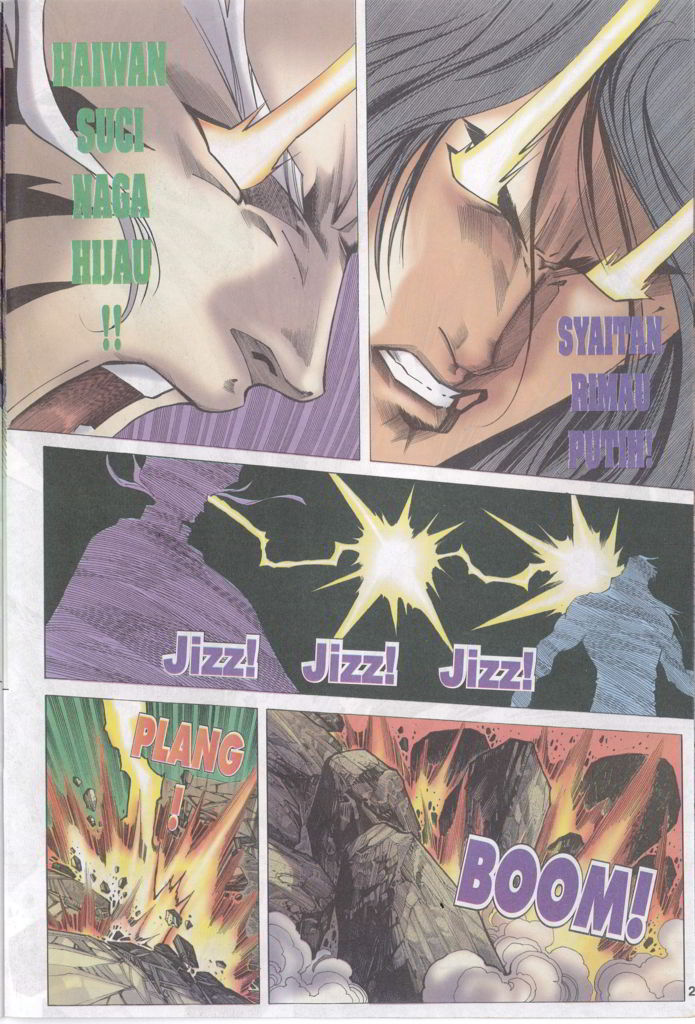 HAIWAN
SUCI
NAGA
HIJAU
!!
SYAITAN
RIMAU
PUTIH!
Jizz!
Jizz!
Jizz!
PLANG
!
BOOM!
2